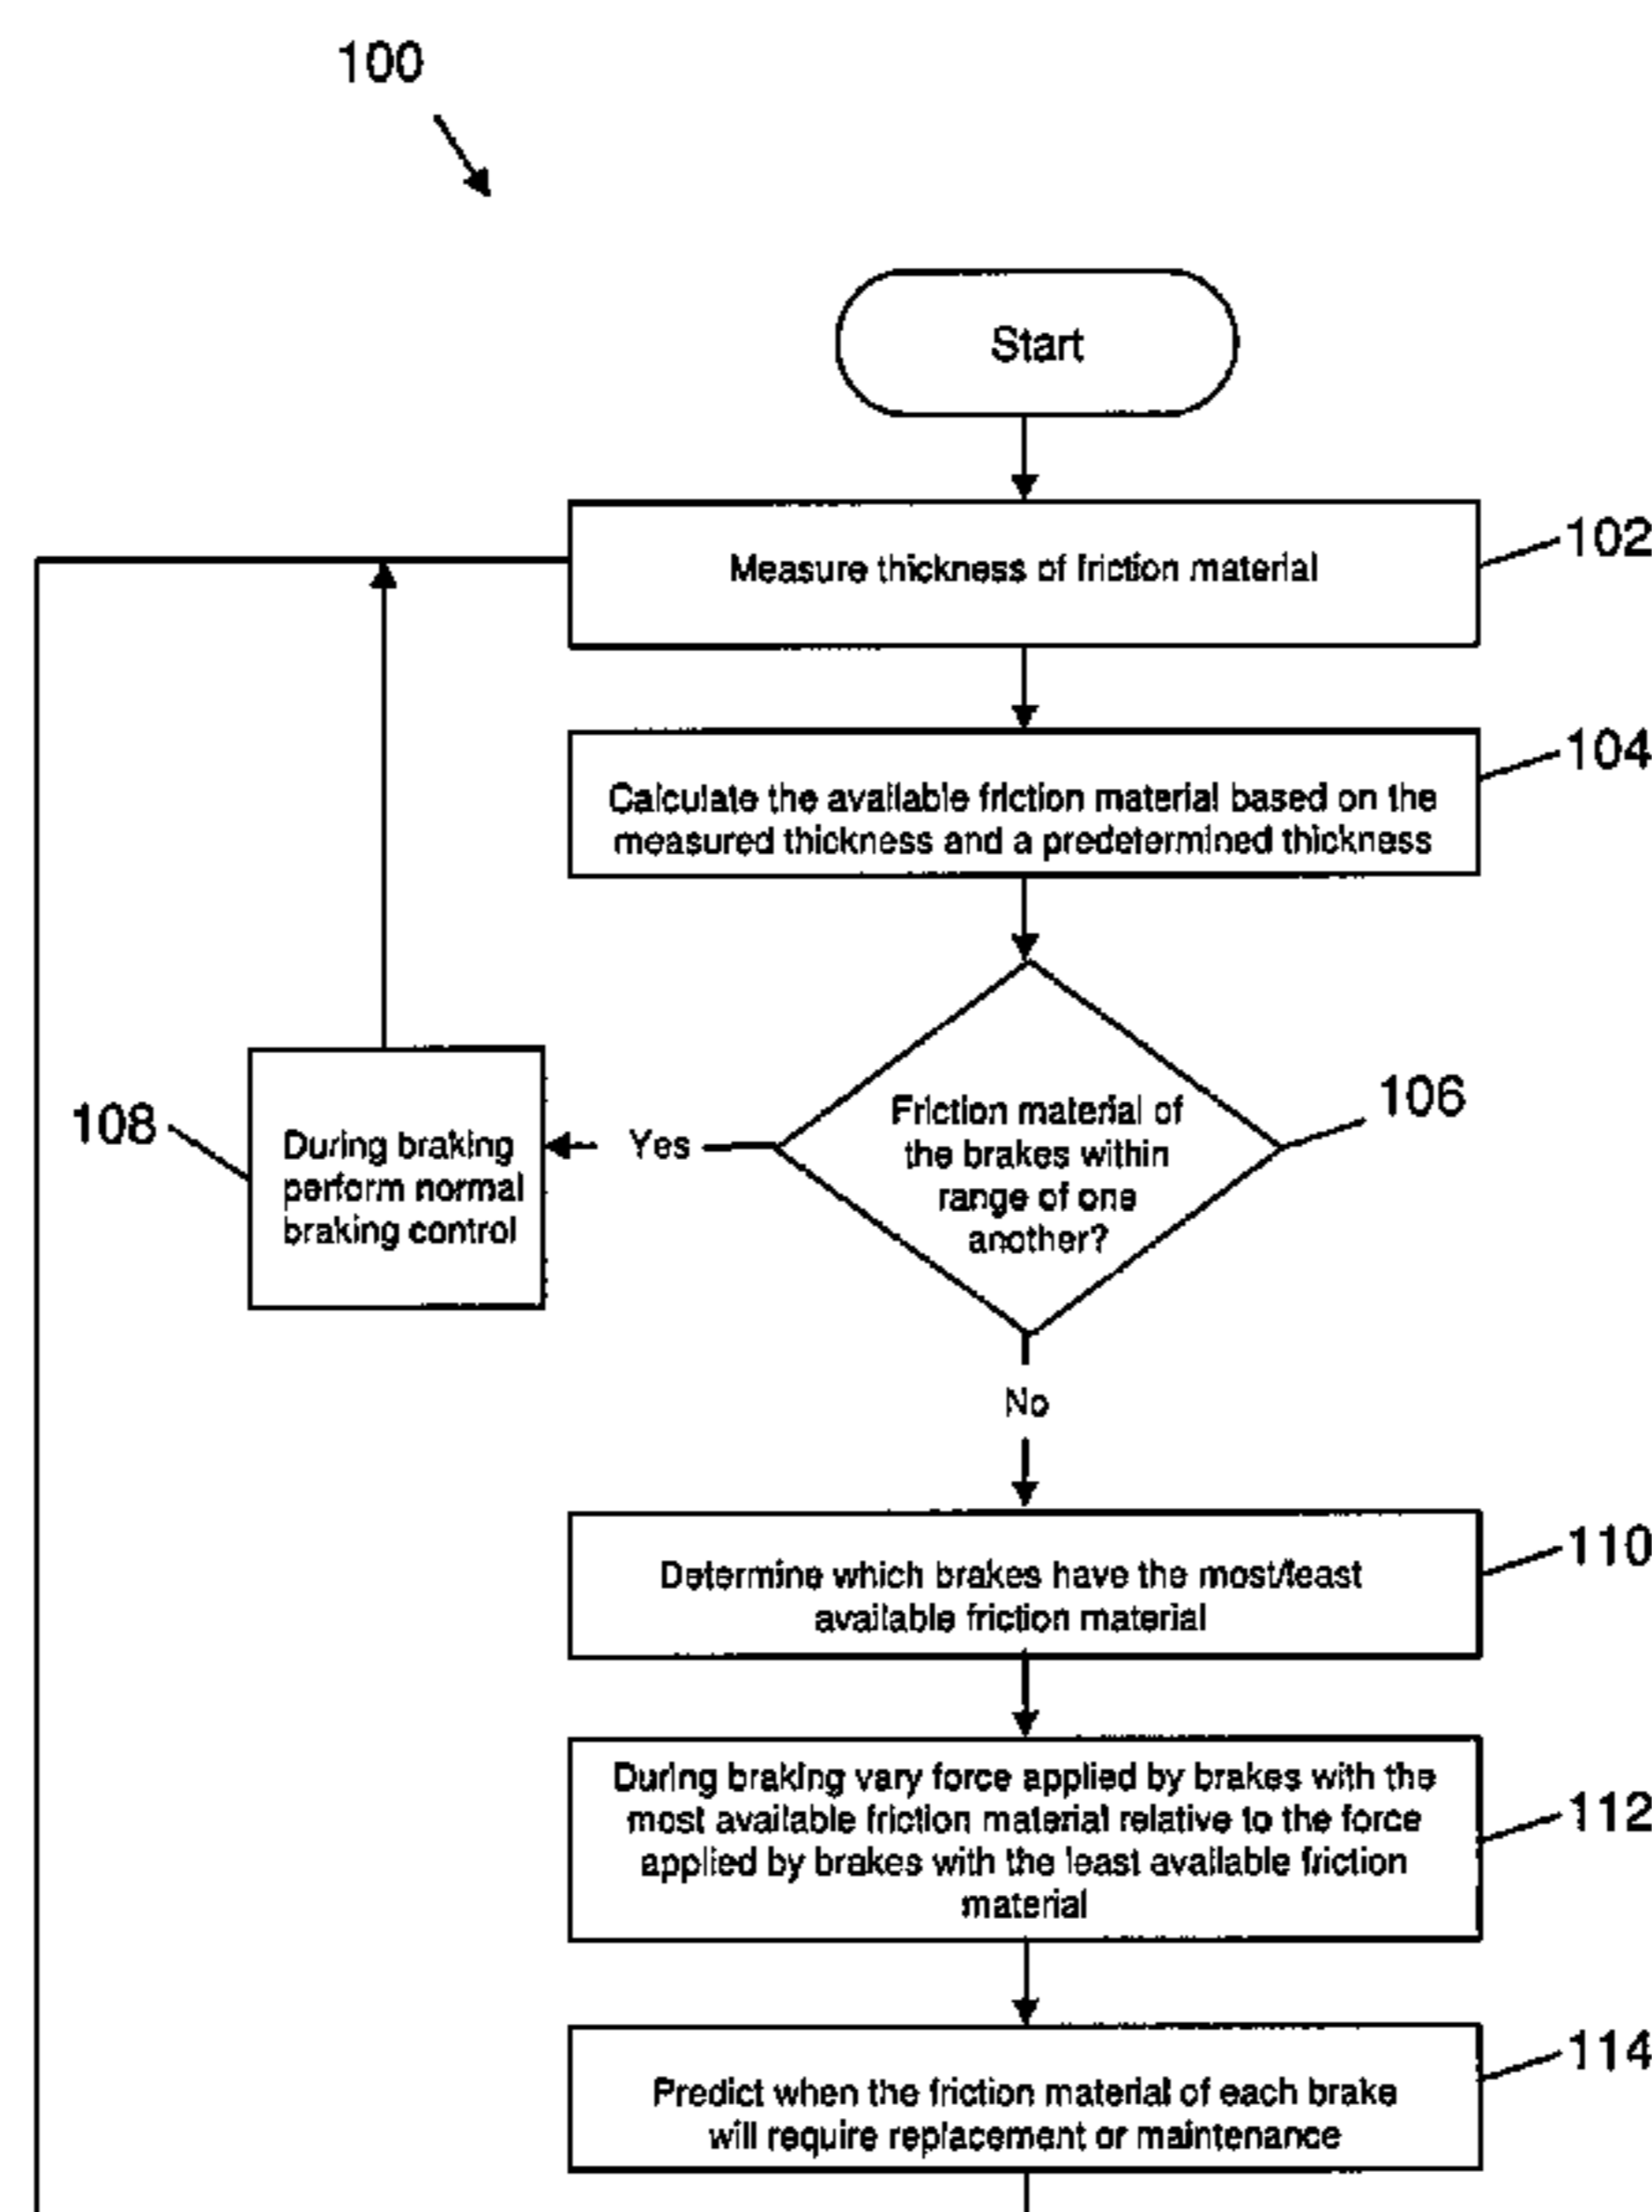 100
Start
Measure thickness of friction material
102
Calculate the available friction material based on the
measured thickness and a predetermined thickness
104
Friction material of
the brakes within
range of one
another?
106
Yes
During braking
perform normal
braking control
108
No
Determine which brakes have the most/least
available friction material
110
During braking vary force applied by brakes with the
most available friction material relative to the force
applied by brakes with the least available friction
material
112
Predict when the friction material of each brake
will require replacement or maintenance
114